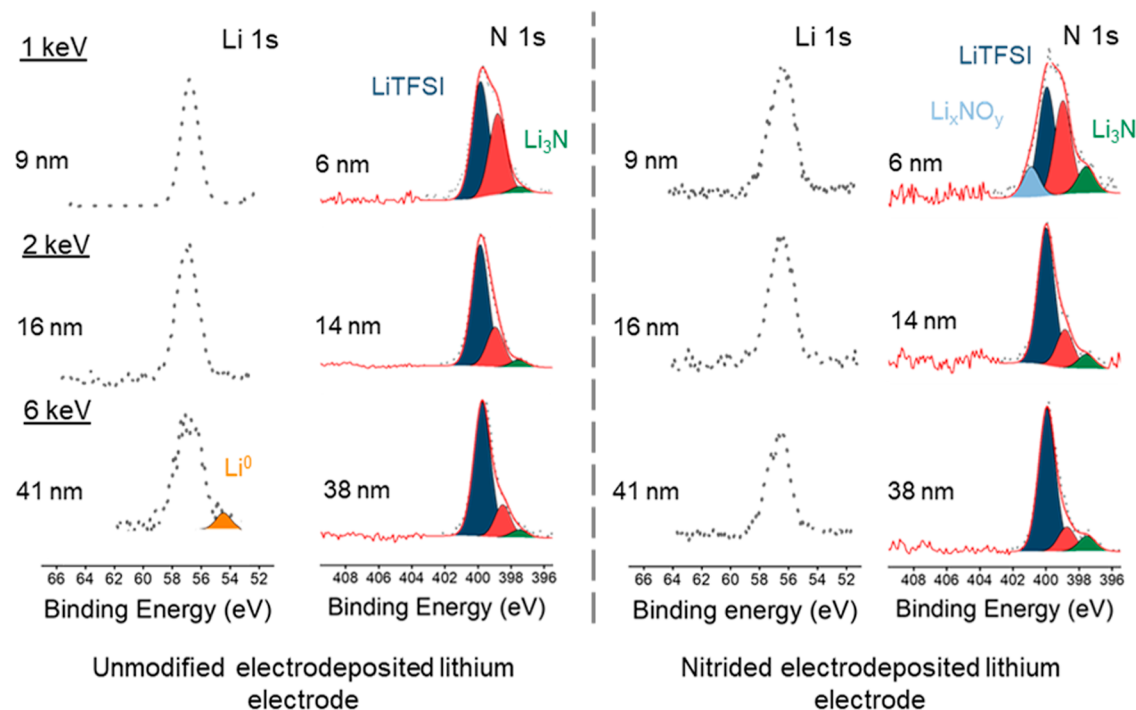 1 keV
Li 1s
N 1s
LiTFSI
Li₃N
9 nm
6 nm
2 keV
16 nm
14 nm
6 keV
Li⁰
41 nm
38 nm
66 64 62 60 58 56 54 52
408 406 404 402 400 398 396
Binding Energy (eV)
Binding Energy (eV)
Unmodified electrodeposited lithium
electrode
Li 1s
N 1s
LiTFSI
LiₓNOᵧ
Li₃N
9 nm
6 nm
16 nm
14 nm
41 nm
38 nm
66 64 62 60 58 56 54 52
408 406 404 402 400 398 396
Binding energy (eV)
Binding Energy (eV)
Nitrided electrodeposited lithium
electrode